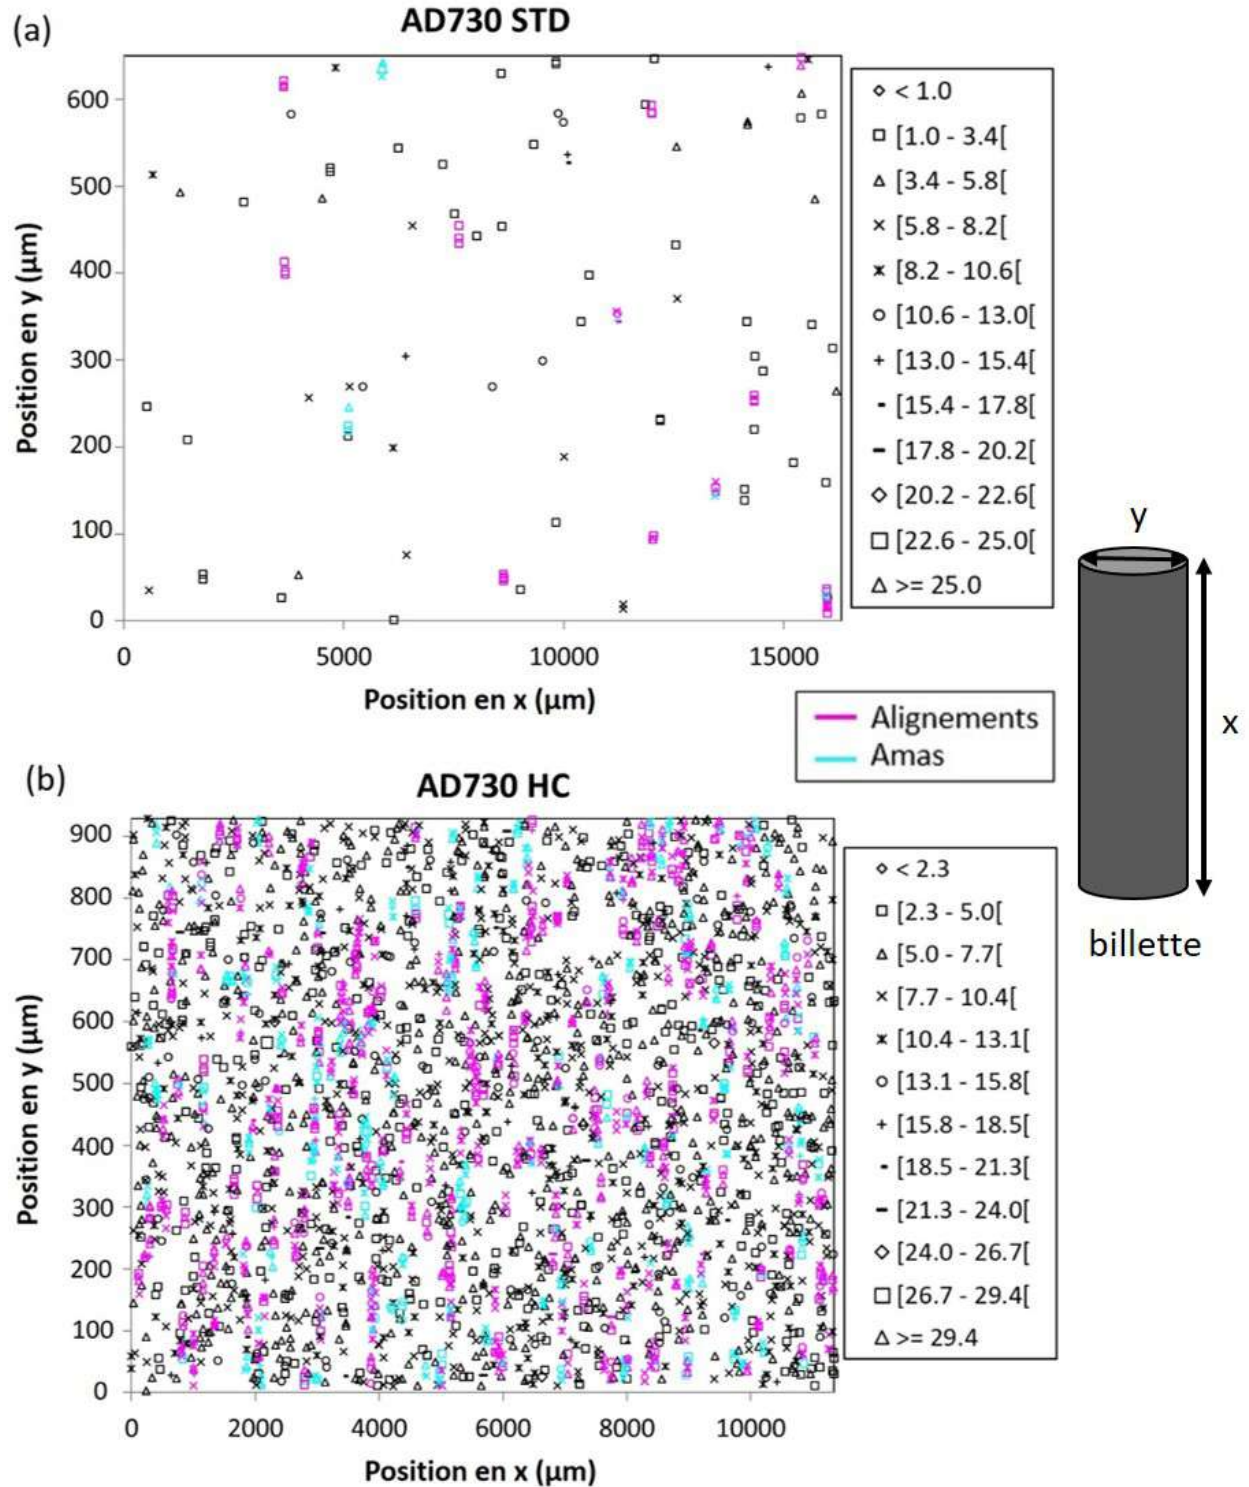 (a)
AD730 STD
Position en y (µm)
600
500
400
300
200
100
0
0 5000 10000 15000
Position en x (µm)
< 1.0
[1.0 - 3.4[
[3.4 - 5.8[
[5.8 - 8.2[
[8.2 - 10.6[
[10.6 - 13.0[
[13.0 - 15.4[
[15.4 - 17.8[
[17.8 - 20.2[
[20.2 - 22.6[
[22.6 - 25.0[
>= 25.0
Alignements
Amas
y
x
billette
(b)
AD730 HC
Position en y (µm)
900
800
700
600
500
400
300
200
100
0
0 2000 4000 6000 8000 10000
Position en x (µm)
< 2.3
[2.3 - 5.0[
[5.0 - 7.7[
[7.7 - 10.4[
[10.4 - 13.1[
[13.1 - 15.8[
[15.8 - 18.5[
[18.5 - 21.3[
[21.3 - 24.0[
[24.0 - 26.7[
[26.7 - 29.4[
>= 29.4